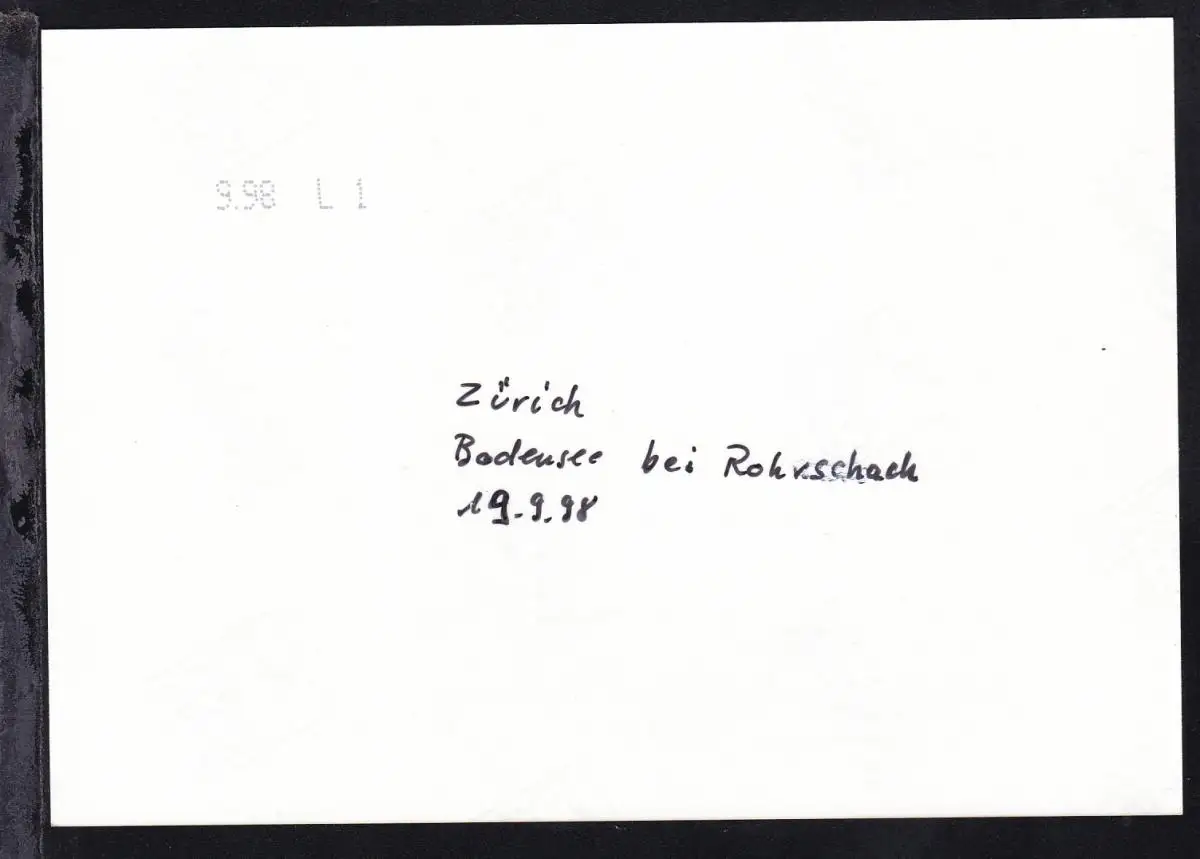 9.98 L 1
Zürich
Bodensee bei Rohrschach
19.9.98